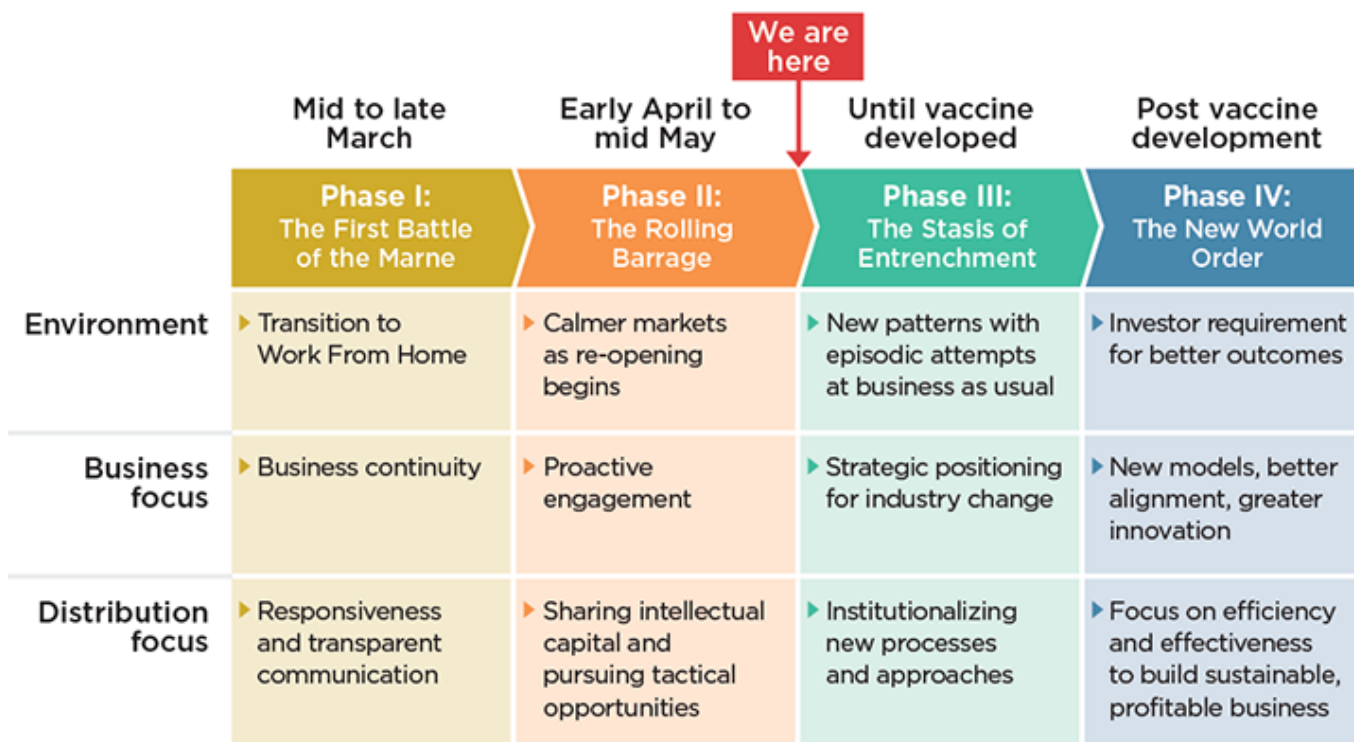 We are
here
Mid to late
March
Early April to
mid May
Until vaccine
developed
Post vaccine
development
Phase I:
The First Battle
of the Marne
Phase II:
The Rolling
Barrage
Phase III:
The Stasis of
Entrenchment
Phase IV:
The New World
Order
Environment
Transition to
Work From Home
Calmer markets
as re-opening
begins
New patterns with
episodic attempts
at business as usual
Investor requirement
for better outcomes
Business
focus
Business continuity
Proactive
engagement
Strategic positioning
for industry change
New models, better
alignment, greater
innovation
Distribution
focus
Responsiveness
and transparent
communication
Sharing intellectual
capital and
pursuing tactical
opportunities
Institutionalizing
new processes
and approaches
Focus on efficiency
and effectiveness
to build sustainable,
profitable business